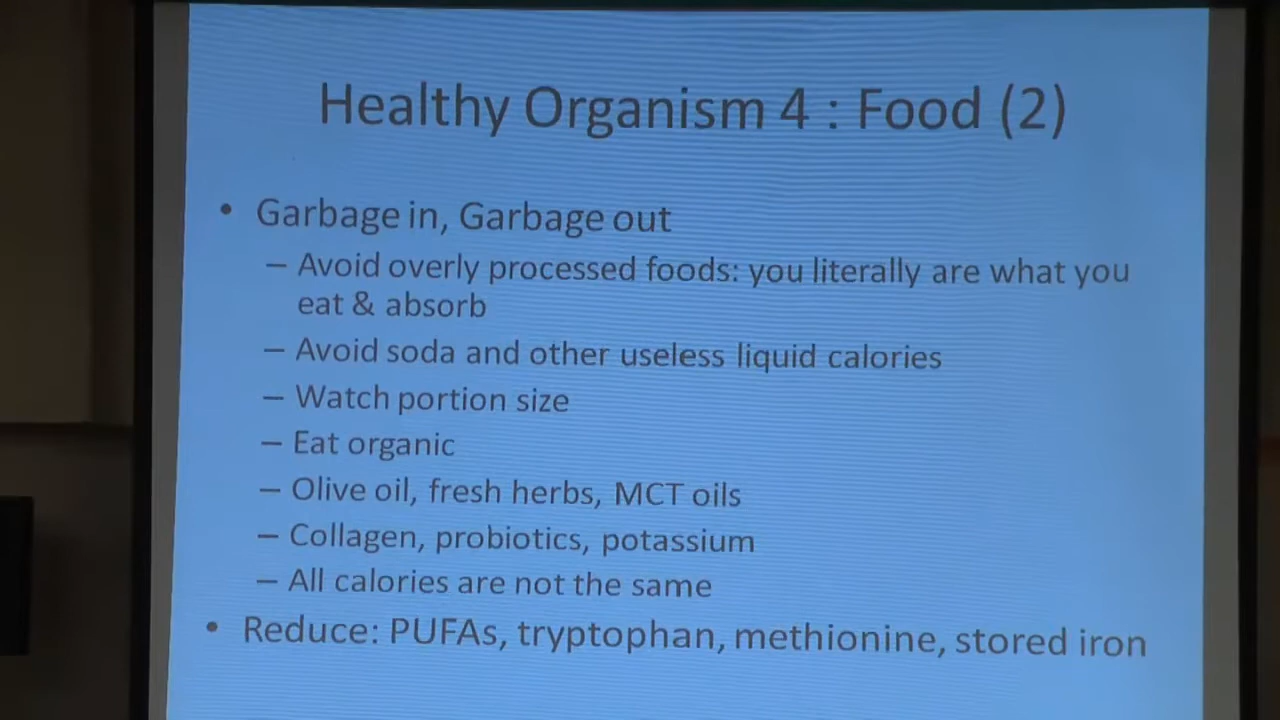 Healthy Organism 4 : Food (2)
• Garbage in, Garbage out
– Avoid overly processed foods: you literally are what you
eat & absorb
– Avoid soda and other useless liquid calories
– Watch portion size
– Eat organic
– Olive oil, fresh herbs, MCT oils
– Collagen, probiotics, potassium
– All calories are not the same
• Reduce: PUFAs, tryptophan, methionine, stored iron